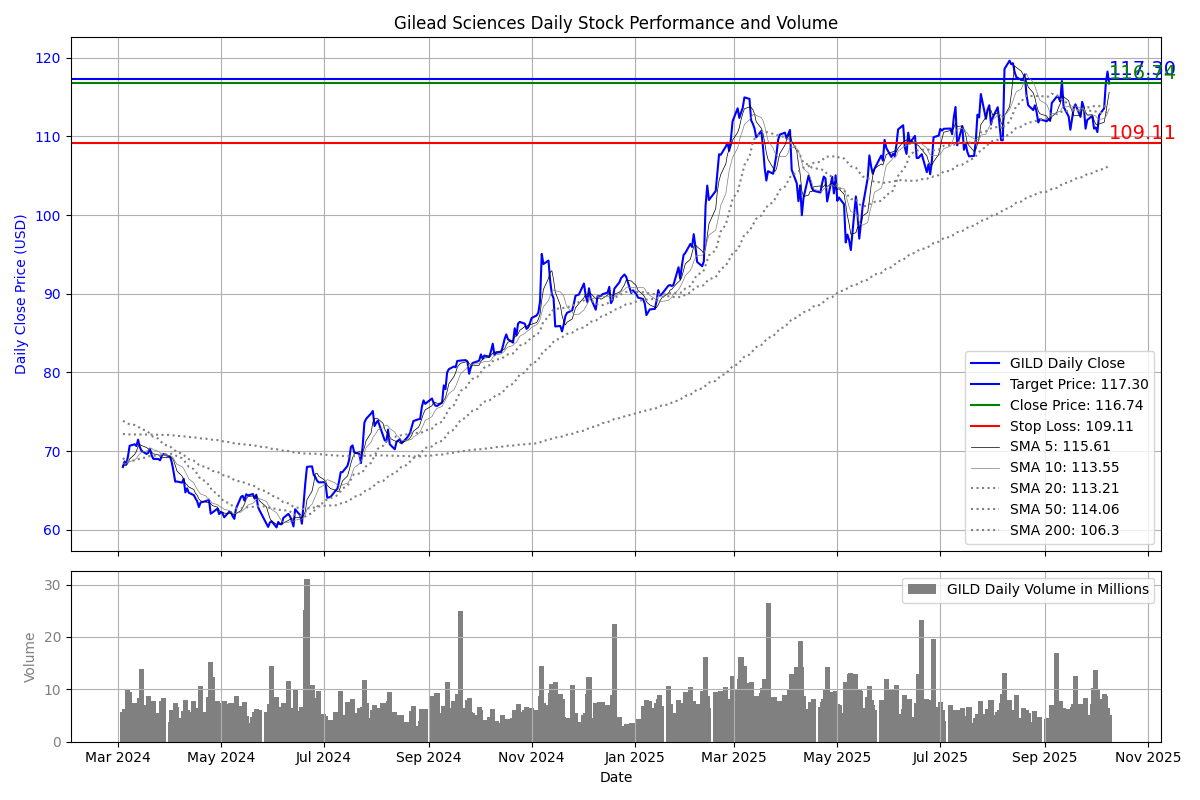 Gilead Sciences Daily Stock Performance and Volume
120
110
100
90
80
70
60
Daily Close Price (USD)
117.30
116.74
109.11
GILD Daily Close
Target Price: 117.30
Close Price: 116.74
Stop Loss: 109.11
SMA 5: 115.61
SMA 10: 113.55
SMA 20: 113.21
SMA 50: 114.06
SMA 200: 106.3
30
20
10
0
Volume
GILD Daily Volume in Millions
Mar 2024 May 2024 Jul 2024 Sep 2024 Nov 2024 Jan 2025 Mar 2025 May 2025 Jul 2025 Sep 2025 Nov 2025
Date